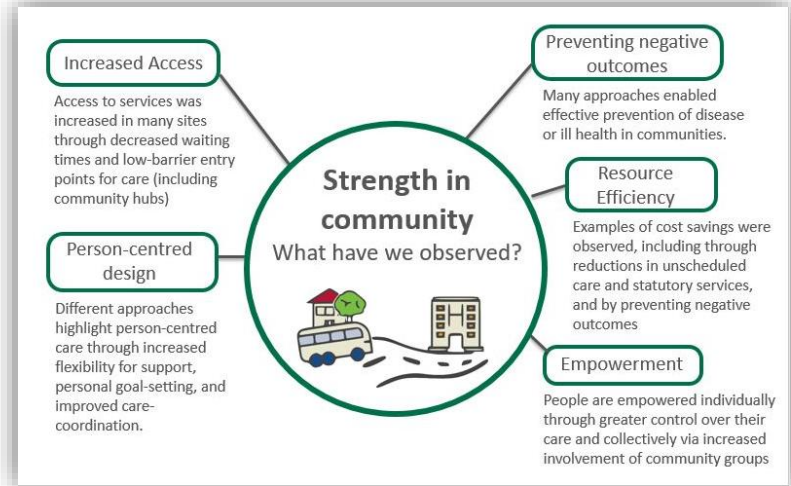 Increased Access
Access to services was
increased in many sites
through decreased waiting
times and low-barrier entry
points for care (including
community hubs)
Person-centred
design
Different approaches
highlight person-centred
care through increased
flexibility for support,
personal goal-setting, and
improved care-
coordination.
Strength in
community
What have we observed?
H
Preventing negative
outcomes
Many approaches enabled
effective prevention of disease
or ill health in communities.
Resource
Efficiency
Examples of cost savings were
observed, including through
reductions in unscheduled
care and statutory services,
and by preventing negative
outcomes
Empowerment
People are empowered individually
through greater control over their
care and collectively via increased
involvement of community groups